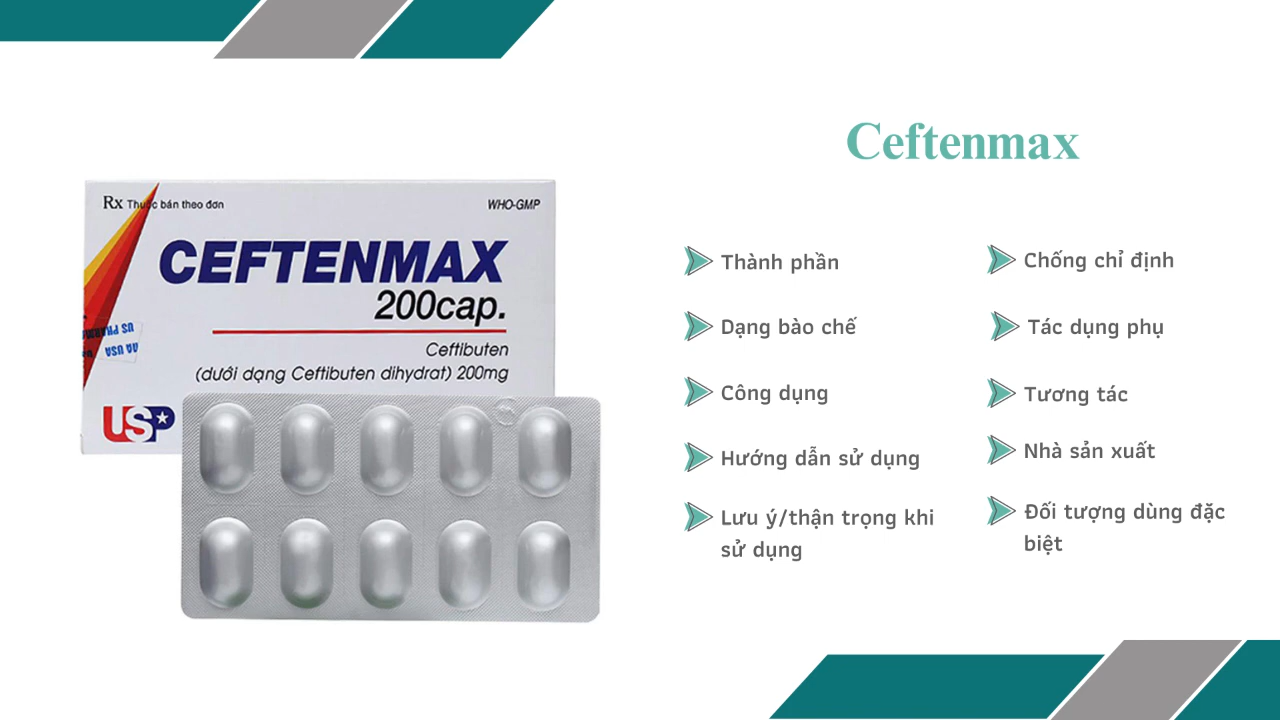 Ceftenmax
Rx Thuốc bán theo đơn
WHO-GMP
CEFTENMAX
200cap.
Ceftibuten
(dưới dạng Ceftibuten dihydrat) 200mg
USP
Thành phần
Dạng bào chế
Công dụng
Hướng dẫn sử dụng
Lưu ý/thận trọng khi
sử dụng
Chống chỉ định
Tác dụng phụ
Tương tác
Nhà sản xuất
Đối tượng dùng đặc
biệt